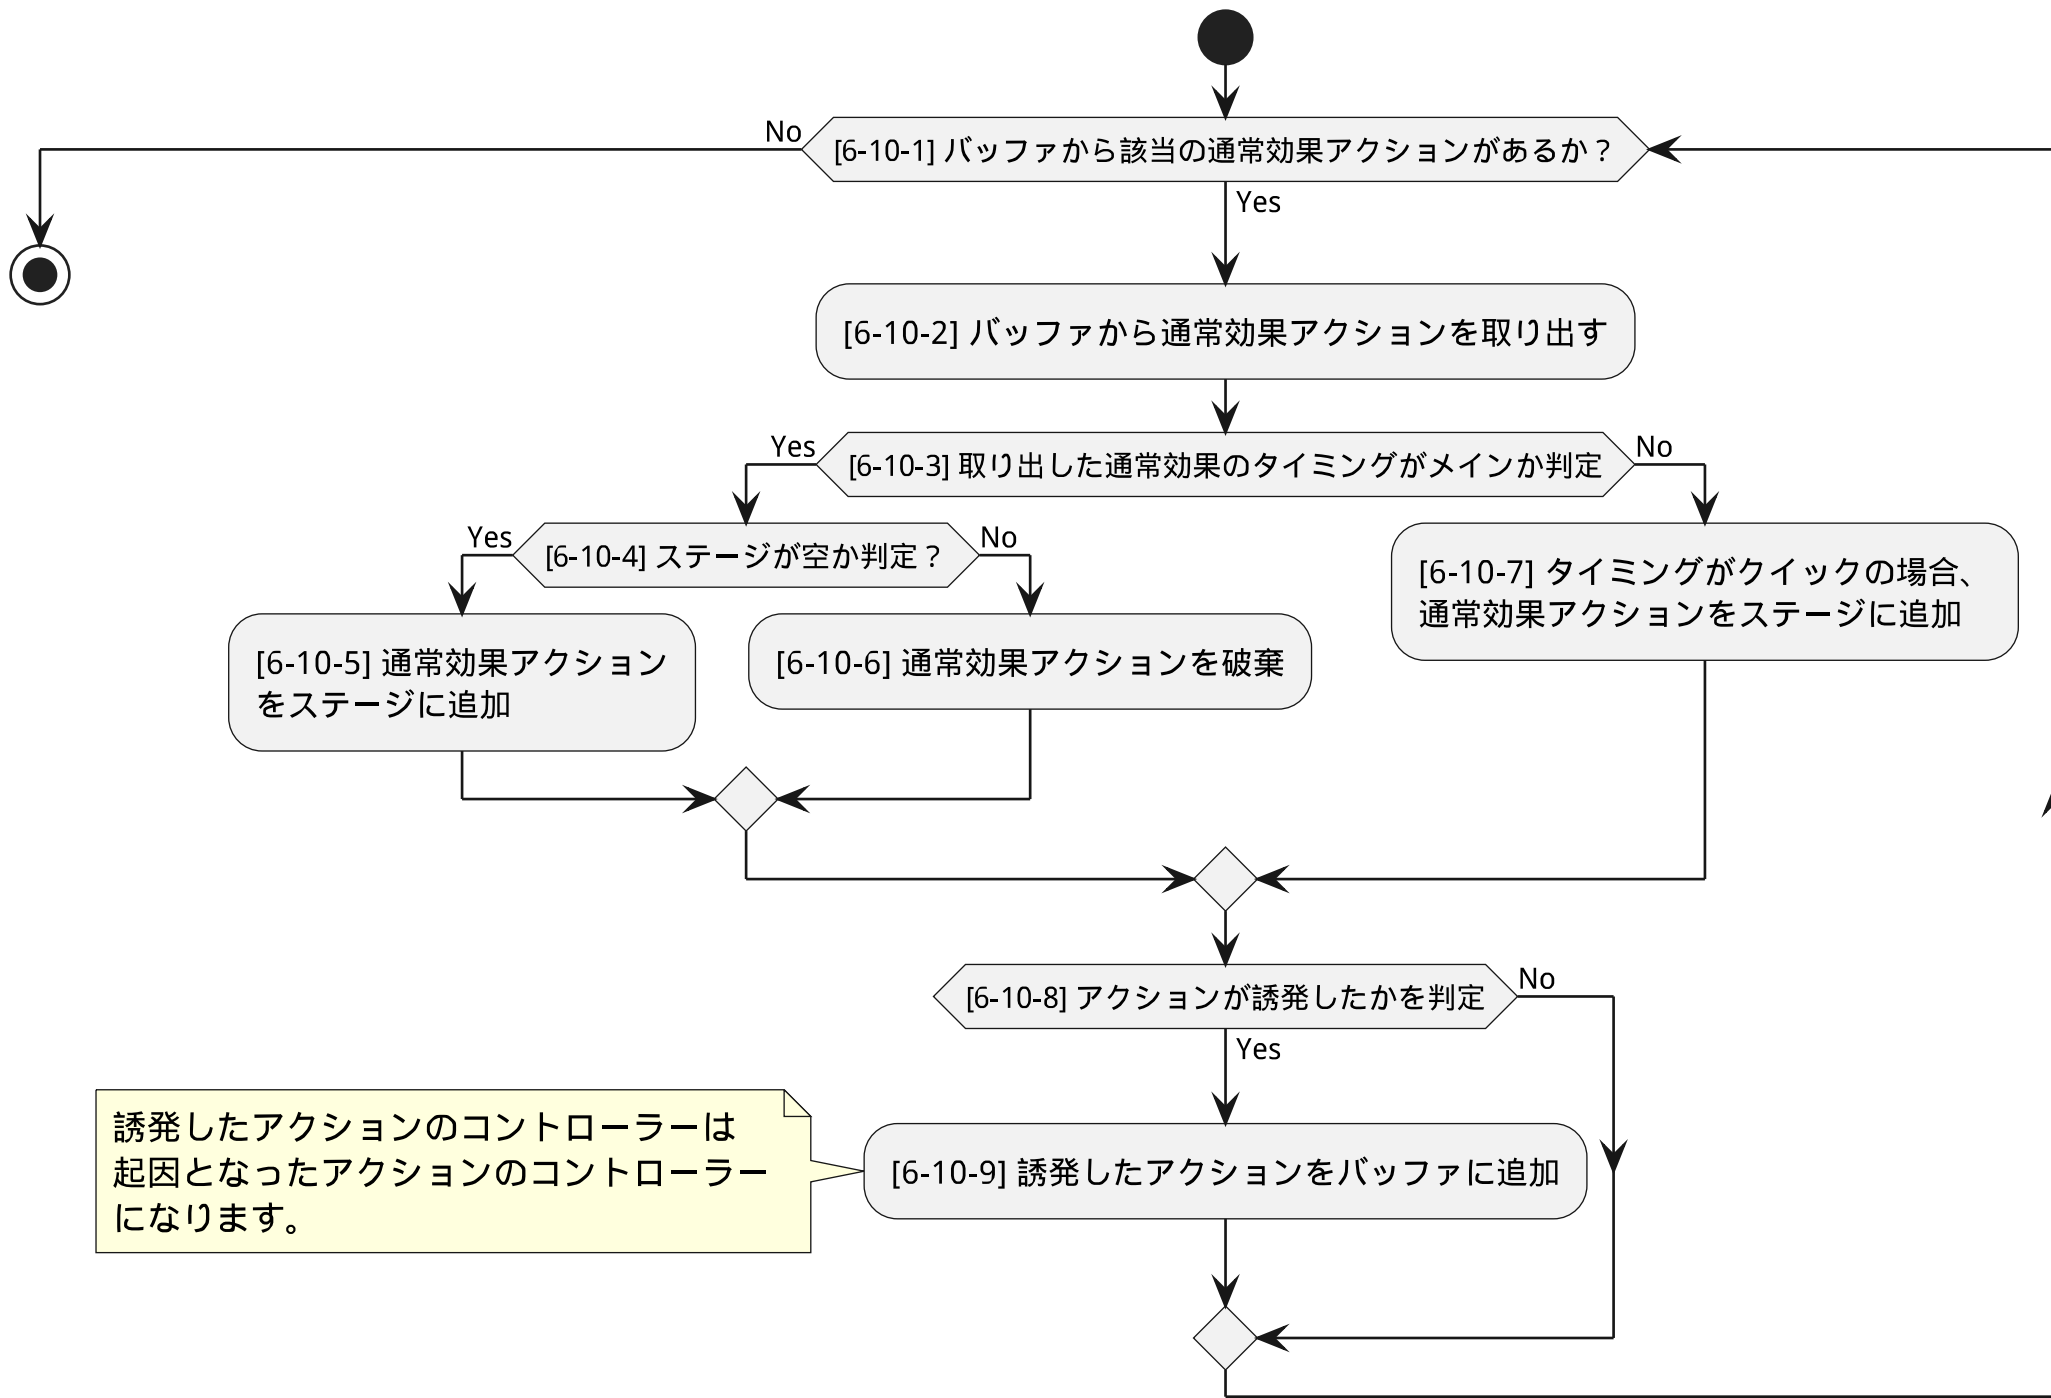 No
[6-10-1] バッファから該当の通常効果アクションがあるか？
Yes
[6-10-2] バッファから通常効果アクションを取り出す
Yes
[6-10-3] 取り出した通常効果のタイミングがメインか判定
No
Yes
[6-10-4] ステージが空か判定？
No
[6-10-5] 通常効果アクション
をステージに追加
[6-10-6] 通常効果アクションを破棄
[6-10-7] タイミングがクイックの場合、
通常効果アクションをステージに追加
[6-10-8] アクションが誘発したかを判定
No
Yes
誘発したアクションのコントローラーは
起因となったアクションのコントローラー
になります。
[6-10-9] 誘発したアクションをバッファに追加